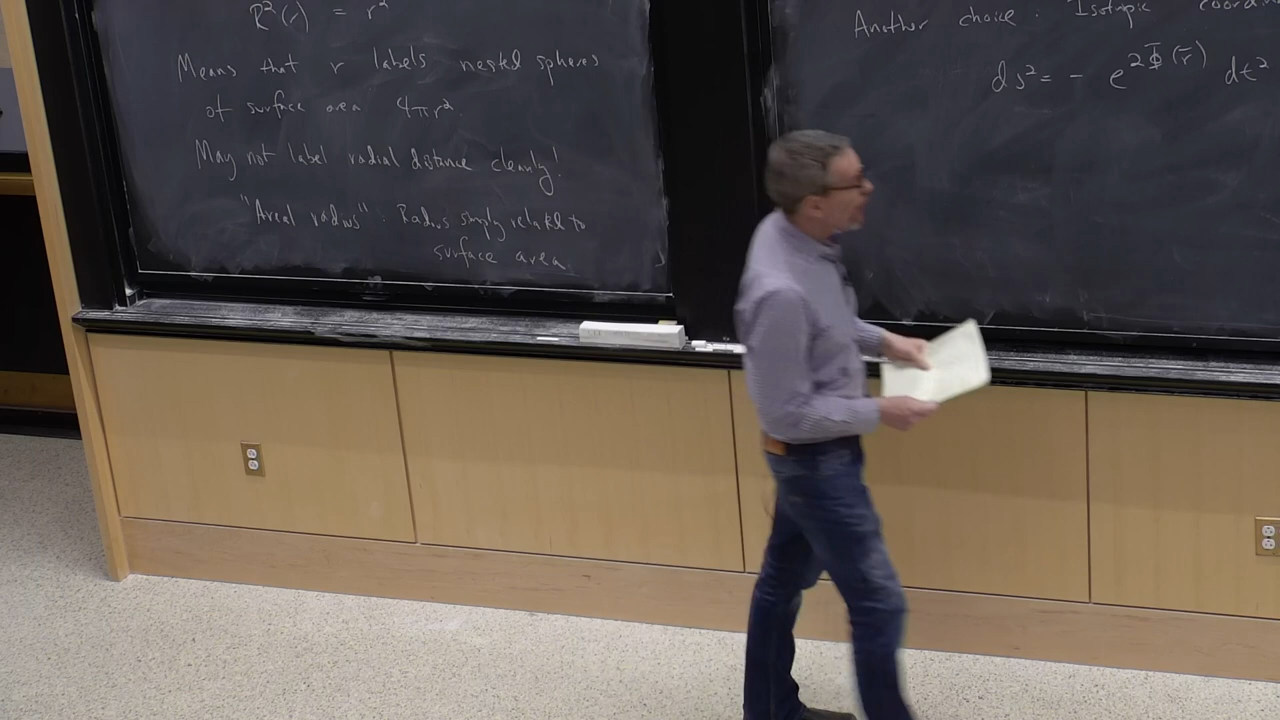 R²(r) = r²
Means that r labels nested spheres
of surface area 4πr².
May not label radial distance cleanly!
"Areal radius" : Radius simply related to
surface area
Another choice : Isotropic
ds² = - e^{2Φ̄(r̄)} dt²